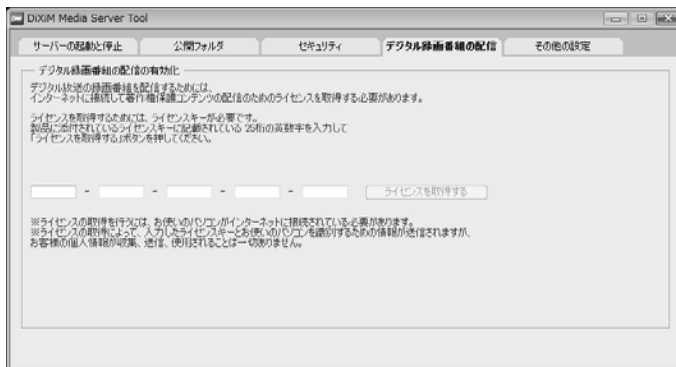 DiXiM Media Server Tool
サーバーの起動と停止
公開フォルダ
セキュリティ
デジタル録画番組の配信
その他の設定
デジタル録画番組の配信の有効化
デジタル放送の録画番組を配信するためには、
インターネットに接続して著作権保護コンテンツの配信のためのライセンスを取得する必要があります。
ライセンスを取得するためには、ライセンスキーが必要です。
製品に添付されているライセンスキーに記載されている 25桁の英数字を入力して
「ライセンスを取得する」ボタンを押してください。
- - - - ライセンスを取得する
※ライセンスの取得を行うには、お使いのパソコンがインターネットに接続されている必要があります。
※ライセンスの取得によって、入力したライセンスキーとお使いのパソコンを識別するための情報が送信されますが、
お客様の個人情報が収集、送信、使用されることは一切ありません。